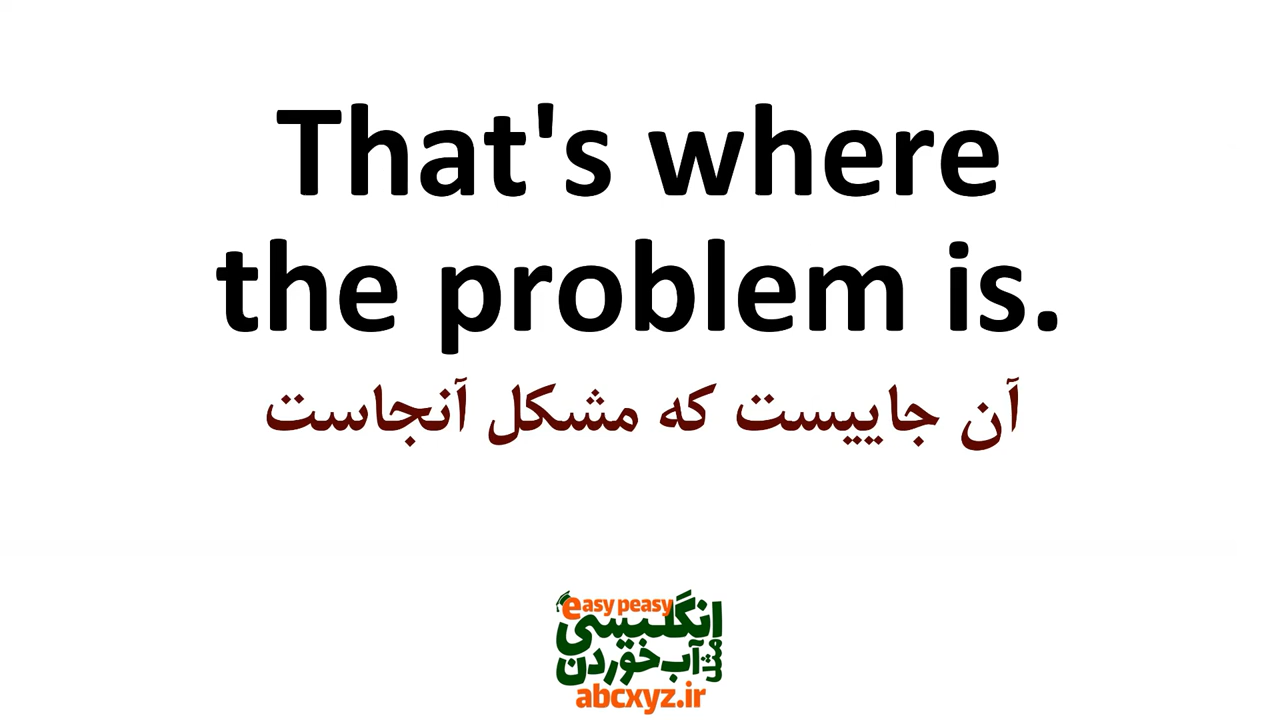 That's where
the problem is.
آن جاییست که مشکل آنجاست
easy peasy
انگلیسی
مثل آب خوردن
abcxyz.ir